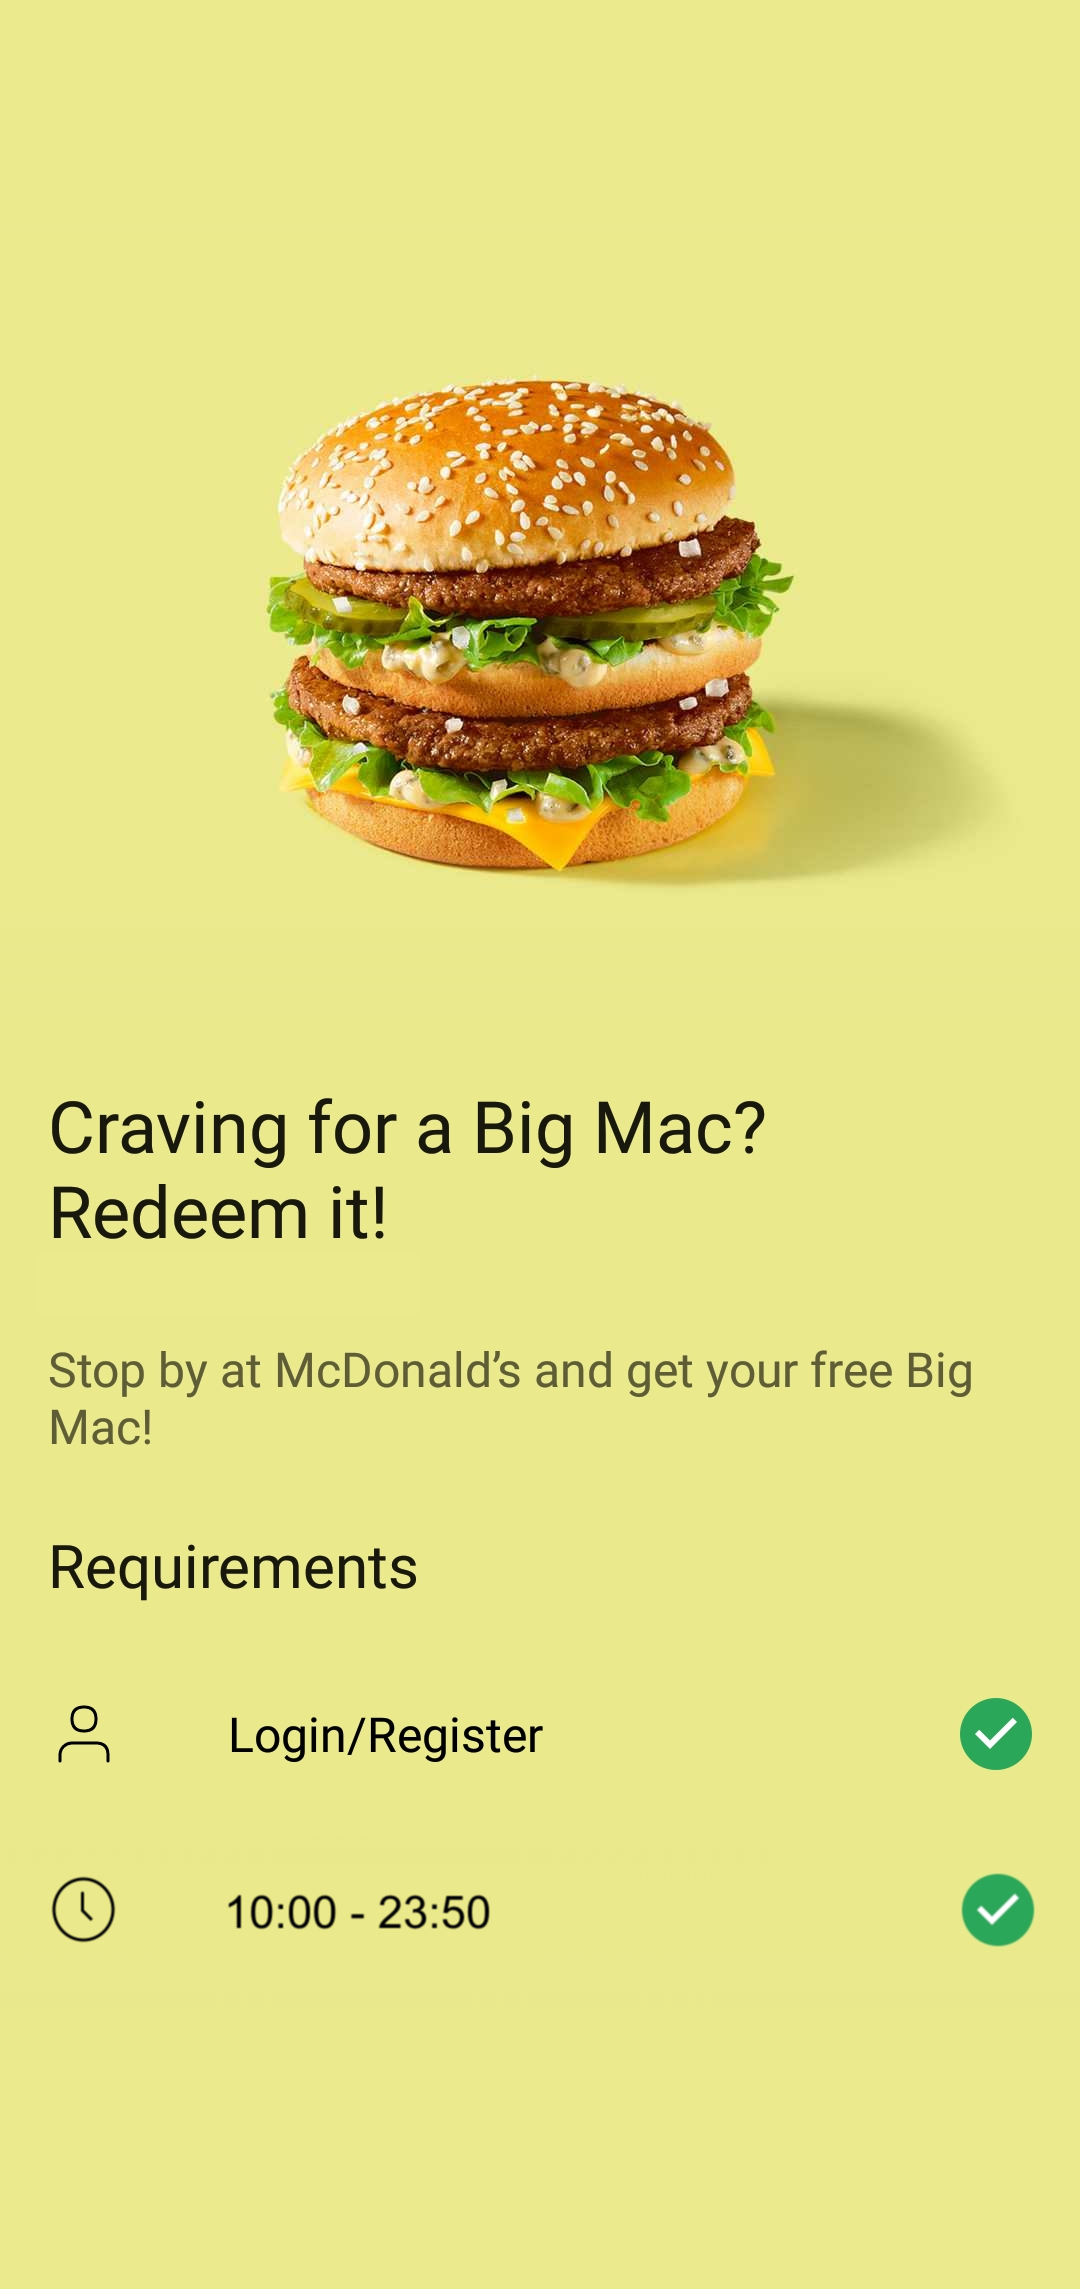 Craving for a Big Mac?
Redeem it!
Stop by at McDonald’s and get your free Big
Mac!
Requirements
Login/Register
10:00 - 23:50